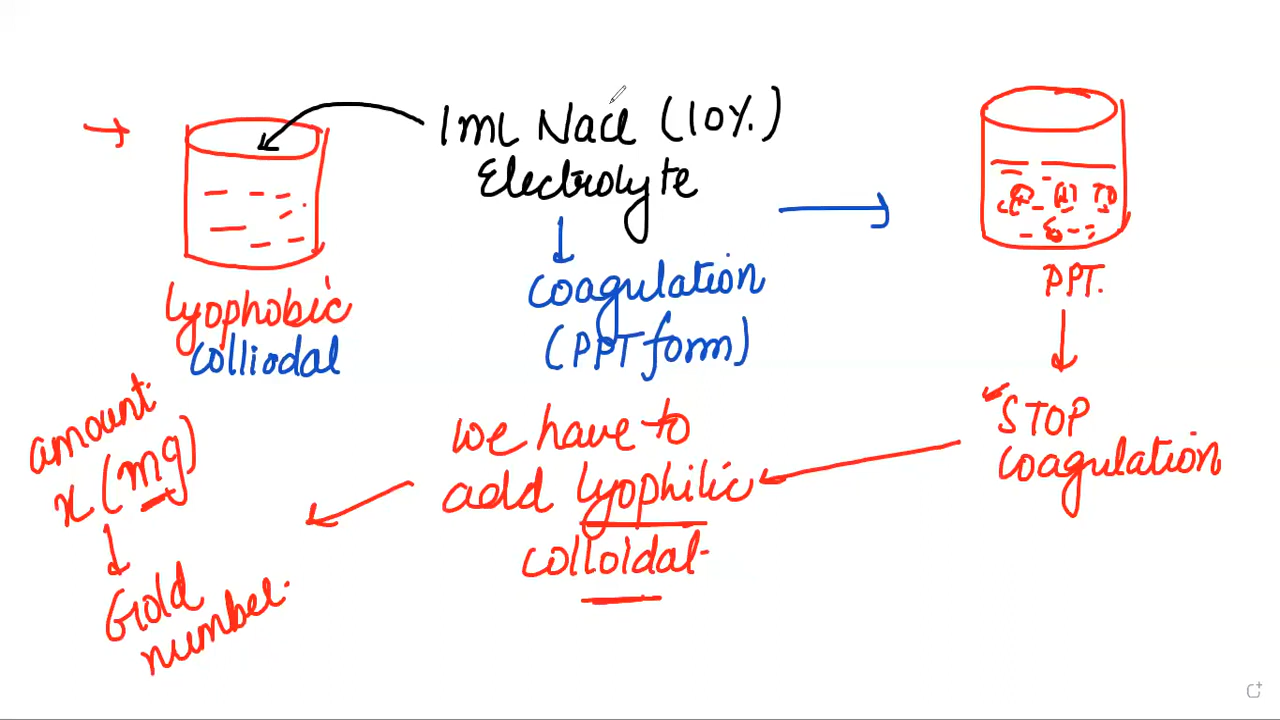 1ml Nacl (10%.)
Electrolyte
coagulation
(PPT form)
lyophobic
colliodal
PPT.
STOP
coagulation
we have to
add lyophilic
colloidal
amount
x (mg)
Gold
number